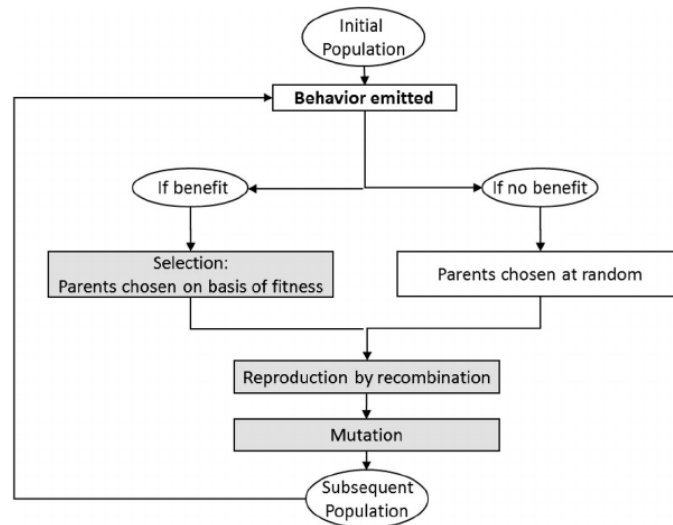 Initial
Population
Behavior emitted
If benefit
If no benefit
Selection:
Parents chosen on basis of fitness
Parents chosen at random
Reproduction by recombination
Mutation
Subsequent
Population